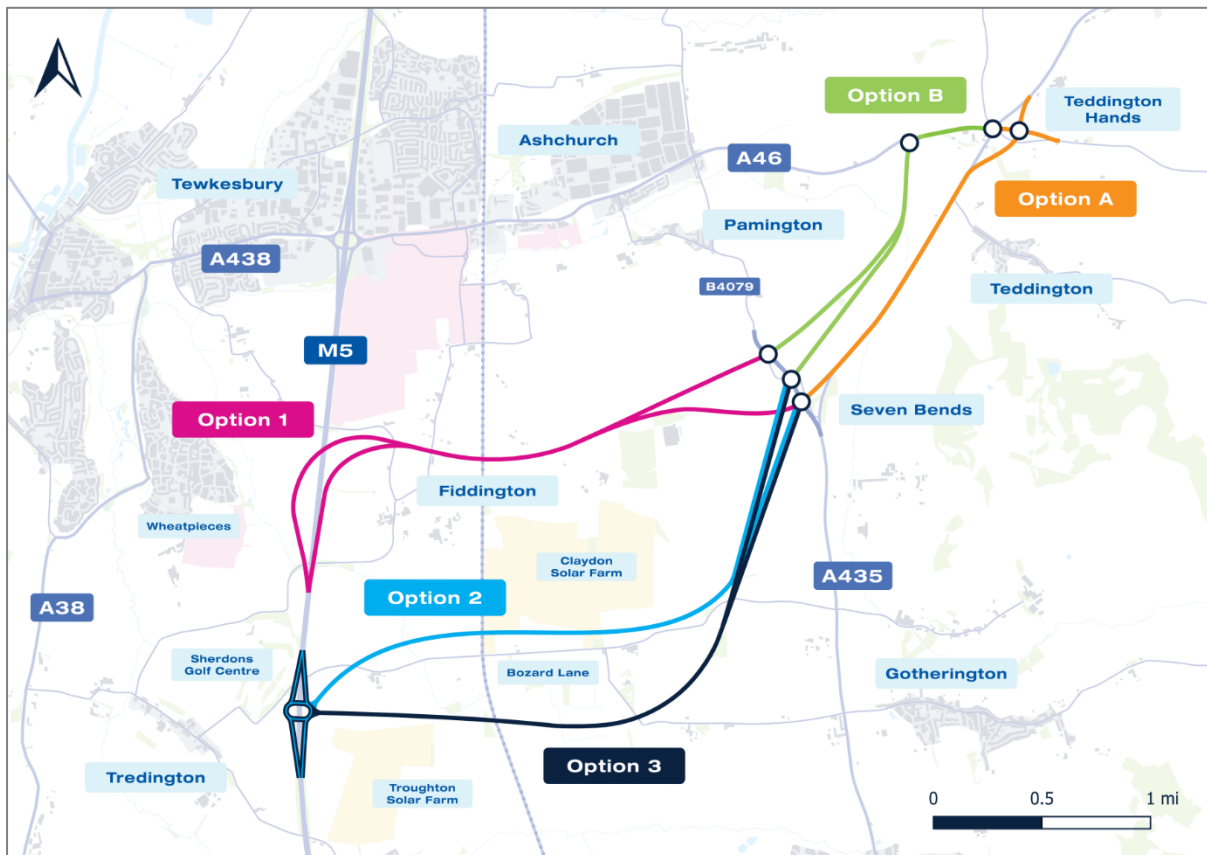 Option B
Teddington
Hands
Ashchurch
A46
Tewkesbury
Option A
Pamington
A438
B4079
Teddington
M5
Option 1
Seven Bends
Fiddington
Wheatpieces
Claydon
Solar Farm
A435
Option 2
A38
Sherdons
Golf Centre
Bozard Lane
Gotherington
Option 3
Tredington
Troughton
Solar Farm
0 0.5 1 mi